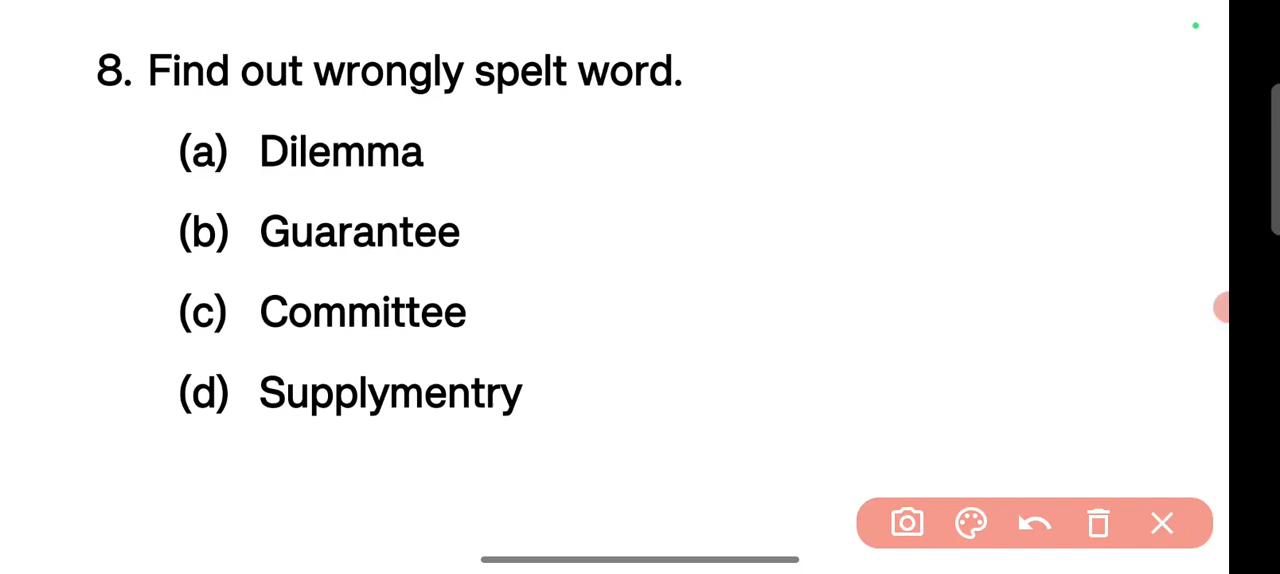 8. Find out wrongly spelt word.
(a) Dilemma
(b) Guarantee
(c) Committee
(d) Supplymentry